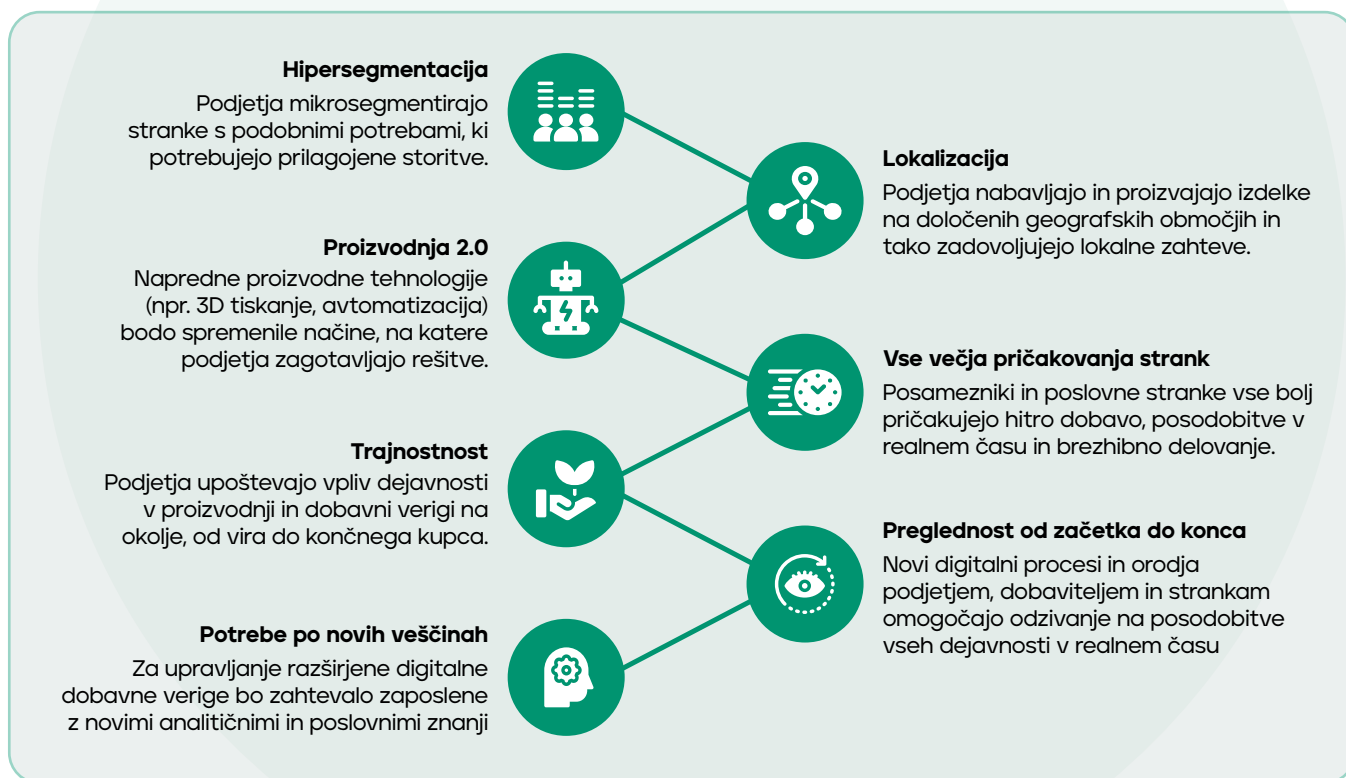 Hipersegmentacija
Podjetja mikrosegmentirajo
stranke s podobnimi potrebami, ki
potrebujejo prilagojene storitve.
Lokalizacija
Podjetja nabavljajo in proizvajajo izdelke
na določenih geografskih območjih in
tako zadovoljujejo lokalne zahteve.
Proizvodnja 2.0
Napredne proizvodne tehnologije
(npr. 3D tiskanje, avtomatizacija)
bodo spremenile načine, na katere
podjetja zagotavljajo rešitve.
Vse večja pričakovanja strank
Posamezniki in poslovne stranke vse bolj
pričakujejo hitro dobavo, posodobitve v
realnem času in brezhibno delovanje.
Trajnostnost
Podjetja upoštevajo vpliv dejavnosti
v proizvodnji in dobavni verigi na
okolje, od vira do končnega kupca.
Preglednost od začetka do konca
Novi digitalni procesi in orodja
podjetjem, dobaviteljem in strankam
omogočajo odzivanje na posodobitve
vseh dejavnosti v realnem času
Potrebe po novih veščinah
Za upravljanje razširjene digitalne
dobavne verige bo zahtevalo zaposlene
z novimi analitičnimi in poslovnimi znanji